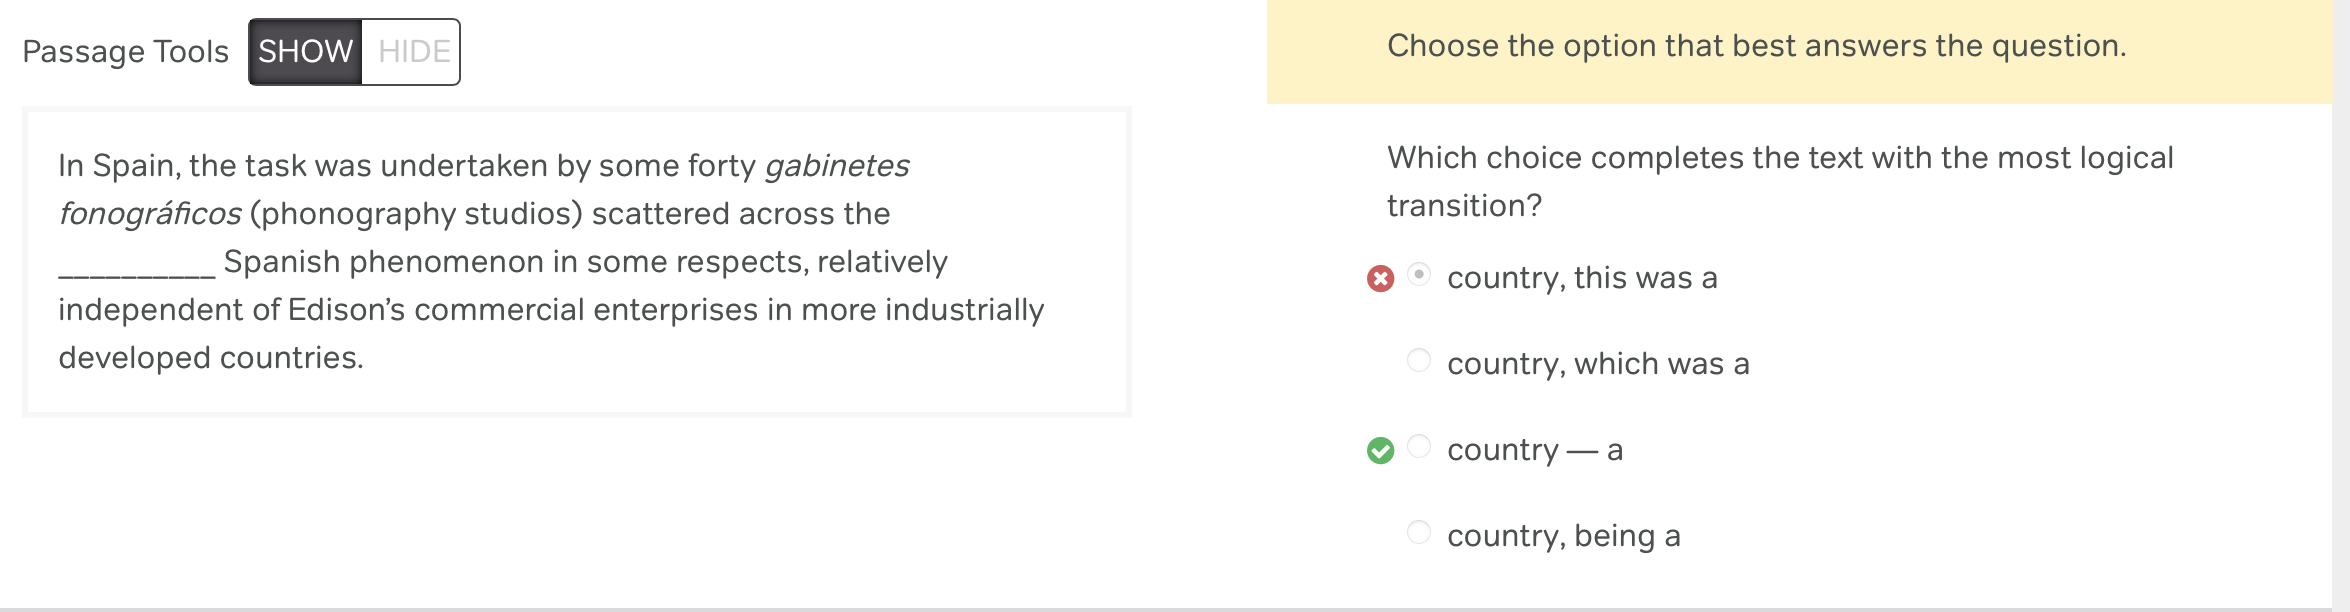 Passage Tools SHOW HIDE
In Spain, the task was undertaken by some forty gabinetes
fonográficos (phonography studios) scattered across the
__________ Spanish phenomenon in some respects, relatively
independent of Edison’s commercial enterprises in more industrially
developed countries.
Choose the option that best answers the question.
Which choice completes the text with the most logical
transition?
country, this was a
country, which was a
country — a
country, being a